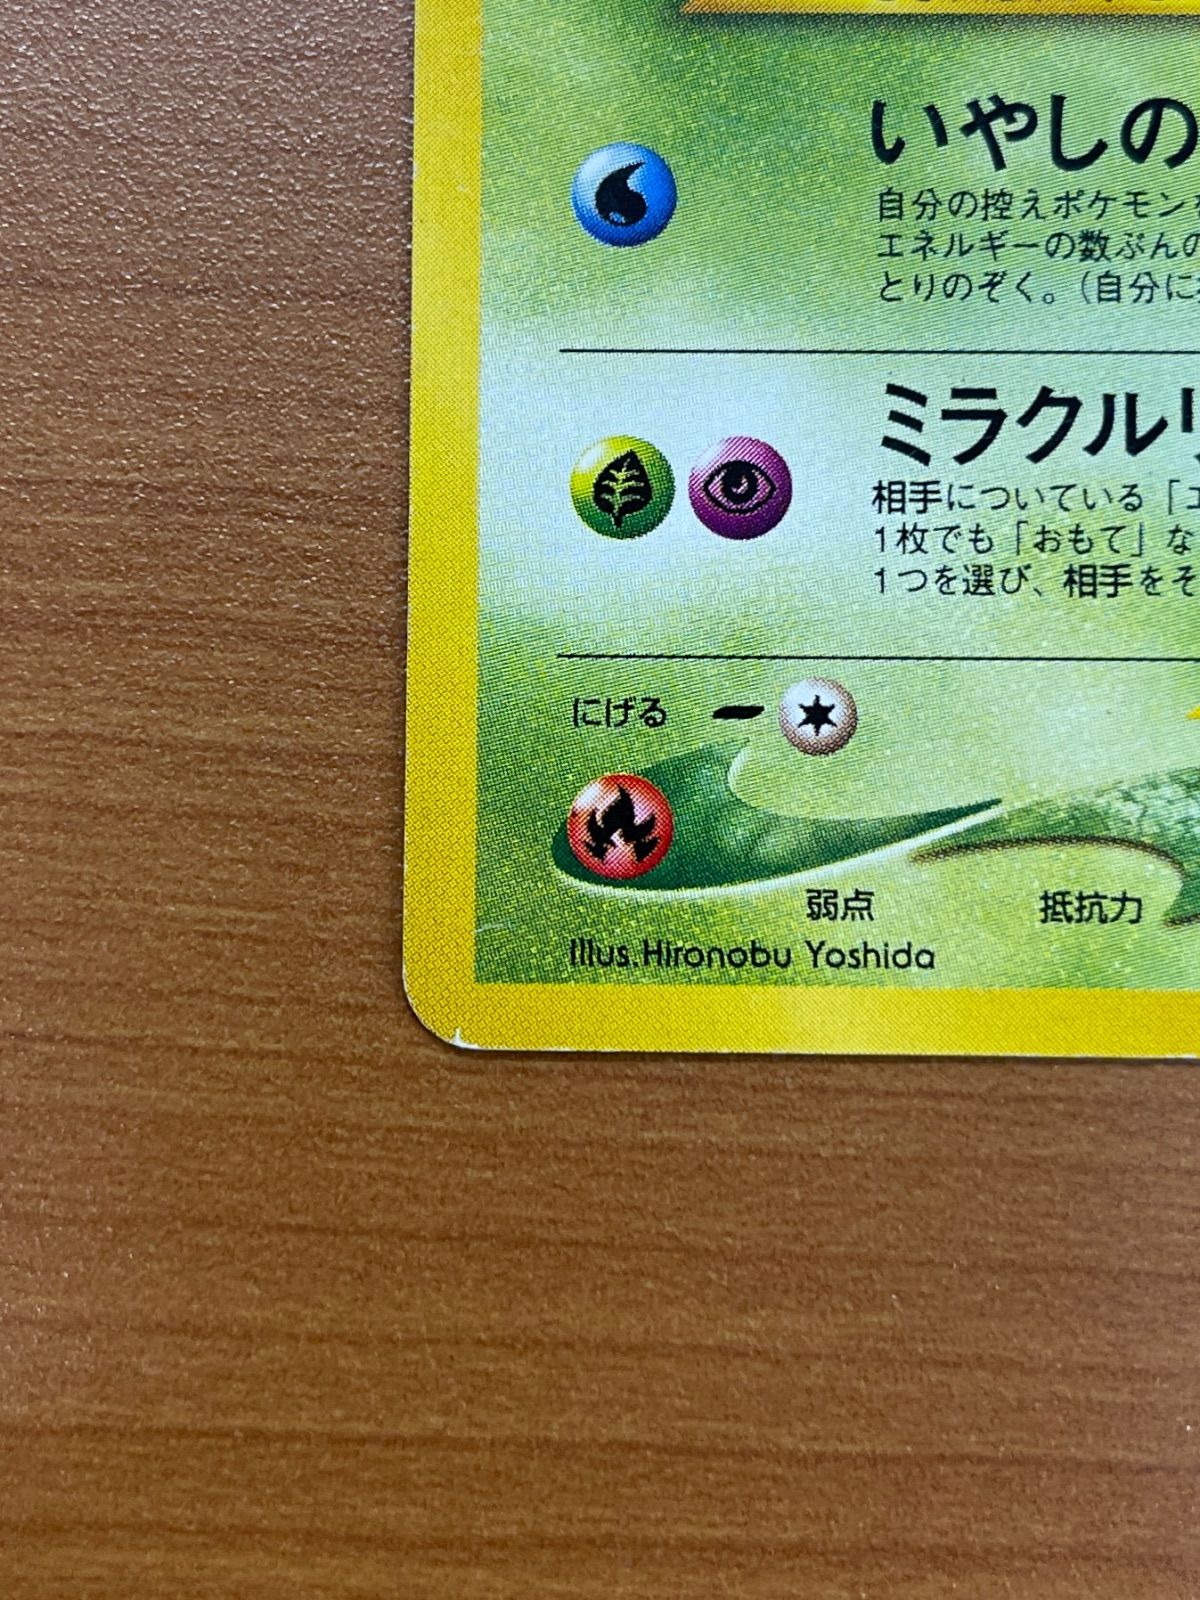 いやしの
自分の控えポケモン
エネルギーの数ぶんの
とりのぞく。(自分に
ミラクルリ
相手についている「エ
1枚でも「おもて」な
1つを選び、相手をそ
にげる
弱点 抵抗力
Illus.Hironobu Yoshida